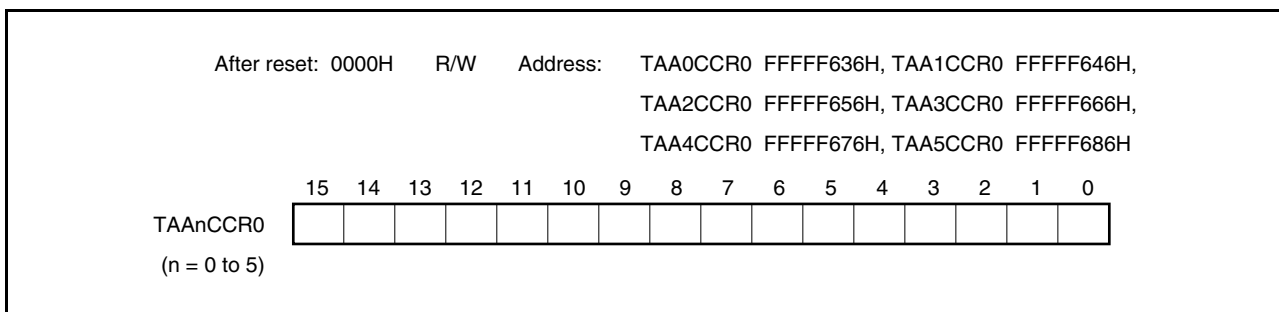 After reset: 0000H R/W Address: TAA0CCR0 FFFFF636H, TAA1CCR0 FFFFF646H,
TAA2CCR0 FFFFF656H, TAA3CCR0 FFFFF666H,
TAA4CCR0 FFFFF676H, TAA5CCR0 FFFFF686H
15 14 13 12 11 10 9 8 7 6 5 4 3 2 1 0
TAAnCCR0
(n = 0 to 5)